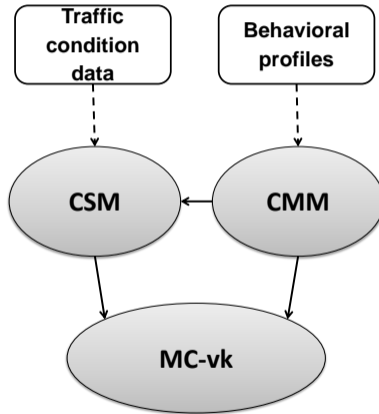 Traffic
condition
data
Behavioral
profiles
CSM
CMM
MC-vk